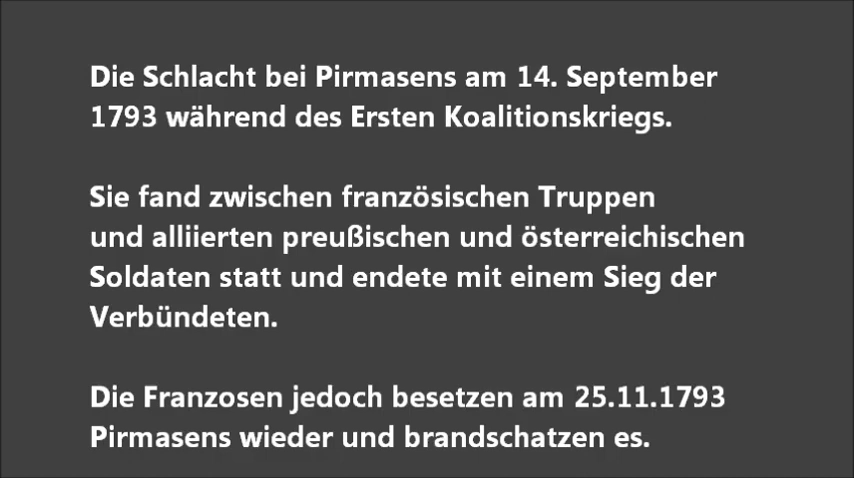 Die Schlacht bei Pirmasens am 14. September
1793 während des Ersten Koalitionskriegs.
Sie fand zwischen französischen Truppen
und alliierten preußischen und österreichischen
Soldaten statt und endete mit einem Sieg der
Verbündeten.
Die Franzosen jedoch besetzen am 25.11.1793
Pirmasens wieder und brandschatzen es.